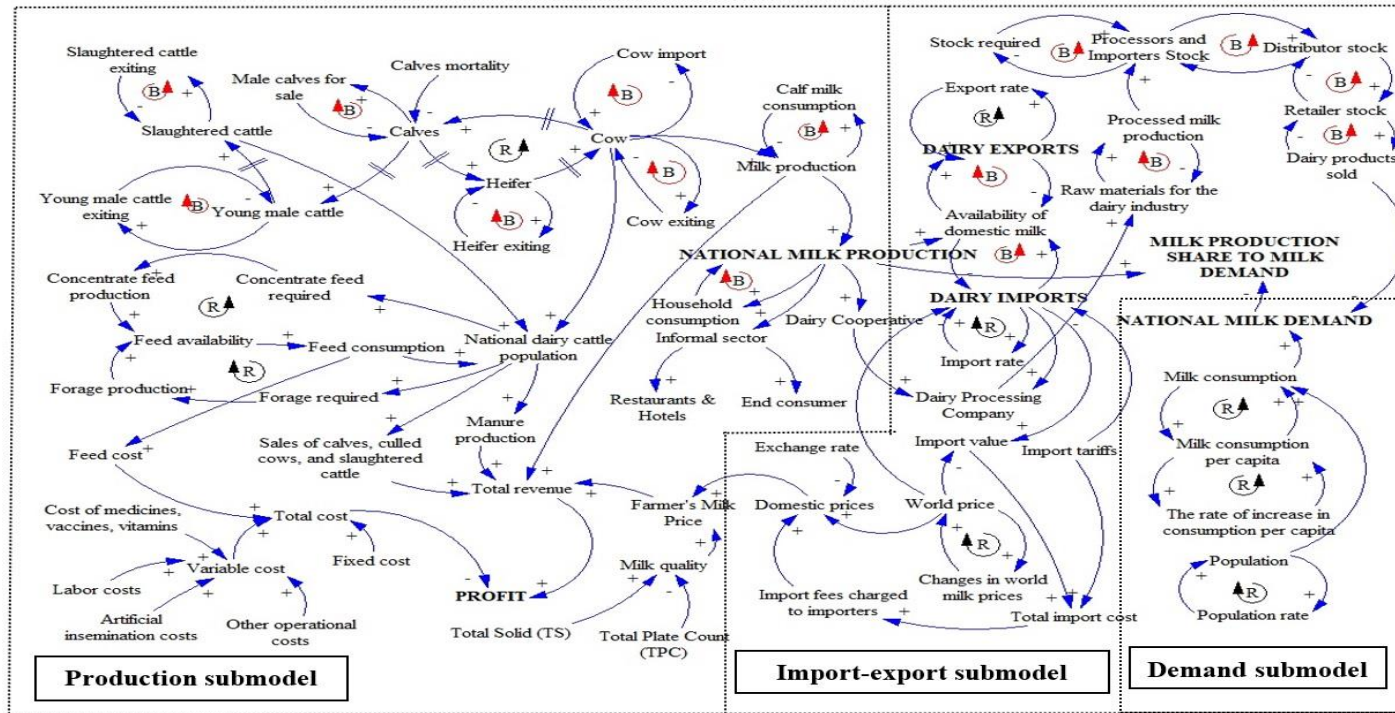 Slaughtered cattle
exiting
B
Slaughtered cattle
Male calves for
sale
B
Calves mortality
Calves
Cow import
B
Cow
R
Heifer
B
Heifer exiting
B
Cow exiting
Calf milk
consumption
B
Milk production
Young male cattle
exiting
B
Young male cattle
Concentrate feed
production
Concentrate feed
required
R
Feed availability
Feed consumption
R
Forage production
Forage required
National dairy cattle
population
NATIONAL MILK PRODUCTION
B
Household
consumption
Informal sector
Dairy Cooperative
Restaurants &
Hotels
End consumer
Manure
production
Sales of calves, culled
cows, and slaughtered
cattle
Feed cost
Total revenue
Cost of medicines,
vaccines, vitamins
Total cost
Fixed cost
Variable cost
Labor costs
Artificial
insemination costs
Other operational
costs
PROFIT
Farmer's Milk
Price
Milk quality
Total Solid (TS)
Total Plate Count
(TPC)
Production submodel
Stock required
B
Processors and
Importers Stock
B
Distributor stock
B
Retailer stock
B
Dairy products
sold
Export rate
R
DAIRY EXPORTS
B
Processed milk
production
B
Raw materials for the
dairy industry
Availability of
domestic milk
B
DAIRY IMPORTS
R
Import rate
MILK PRODUCTION
SHARE TO MILK
DEMAND
Dairy Processing
Company
Import value
Import tariffs
Exchange rate
Domestic prices
World price
R
Changes in world
milk prices
Import fees charged
to importers
Total import cost
Import-export submodel
NATIONAL MILK DEMAND
Milk consumption
R
Milk consumption
per capita
R
The rate of increase in
consumption per capita
Population
R
Population rate
Demand submodel